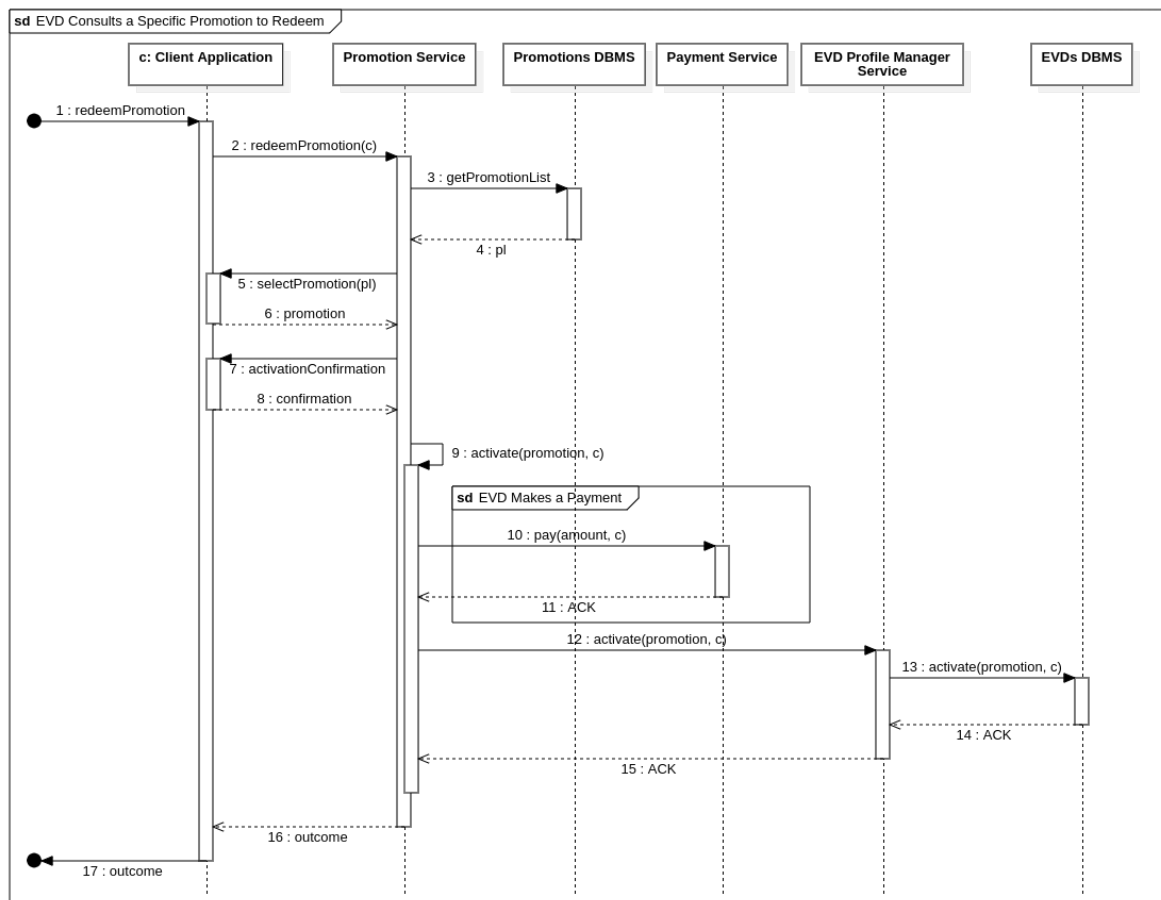 sd EVD Consults a Specific Promotion to Redeem
c: Client Application
Promotion Service
Promotions DBMS
Payment Service
EVD Profile Manager
Service
EVDs DBMS
1 : redeemPromotion
2 : redeemPromotion(c)
3 : getPromotionList
4 : pl
5 : selectPromotion(pl)
6 : promotion
7 : activationConfirmation
8 : confirmation
9 : activate(promotion, c)
sd EVD Makes a Payment
10 : pay(amount, c)
11 : ACK
12 : activate(promotion, c)
13 : activate(promotion, c)
14 : ACK
15 : ACK
16 : outcome
17 : outcome